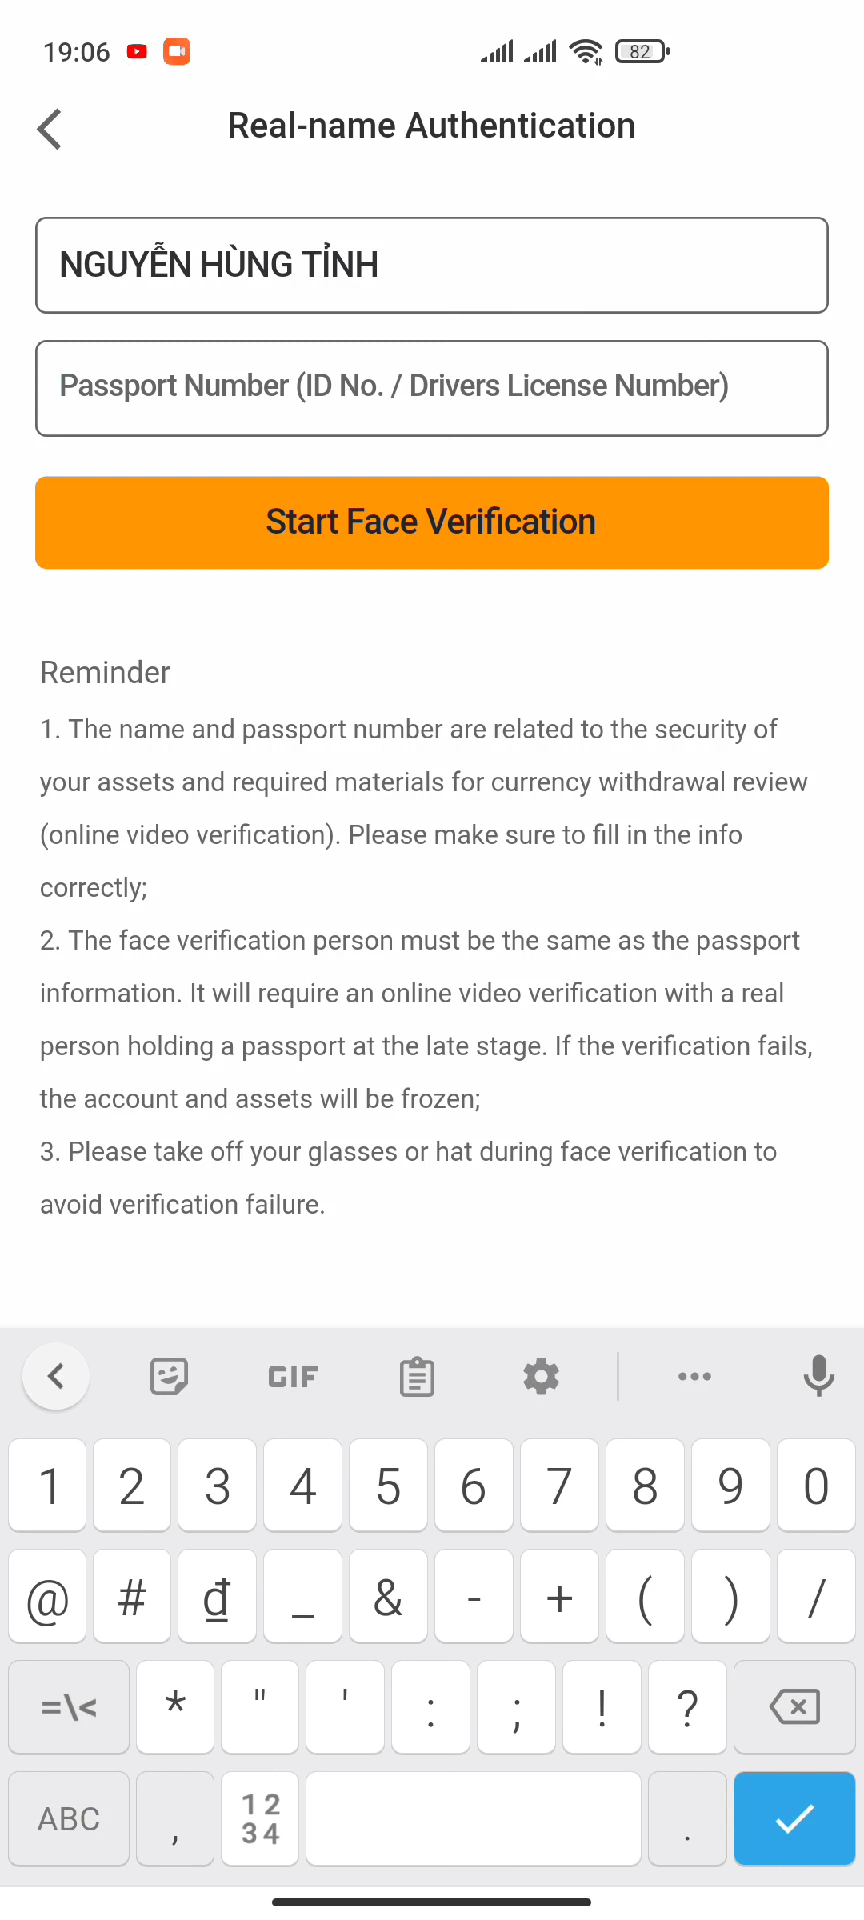 19:06
82
Real-name Authentication
NGUYỄN HÙNG TỈNH
Passport Number (ID No. / Drivers License Number)
Start Face Verification
Reminder
1. The name and passport number are related to the security of
your assets and required materials for currency withdrawal review
(online video verification). Please make sure to fill in the info
correctly;
2. The face verification person must be the same as the passport
information. It will require an online video verification with a real
person holding a passport at the late stage. If the verification fails,
the account and assets will be frozen;
3. Please take off your glasses or hat during face verification to
avoid verification failure.
GIF
1 2 3 4 5 6 7 8 9 0
@ # ₫ _ & - + ( ) /
=\< * " ' : ; ! ?
ABC , 1 2 3 4 .